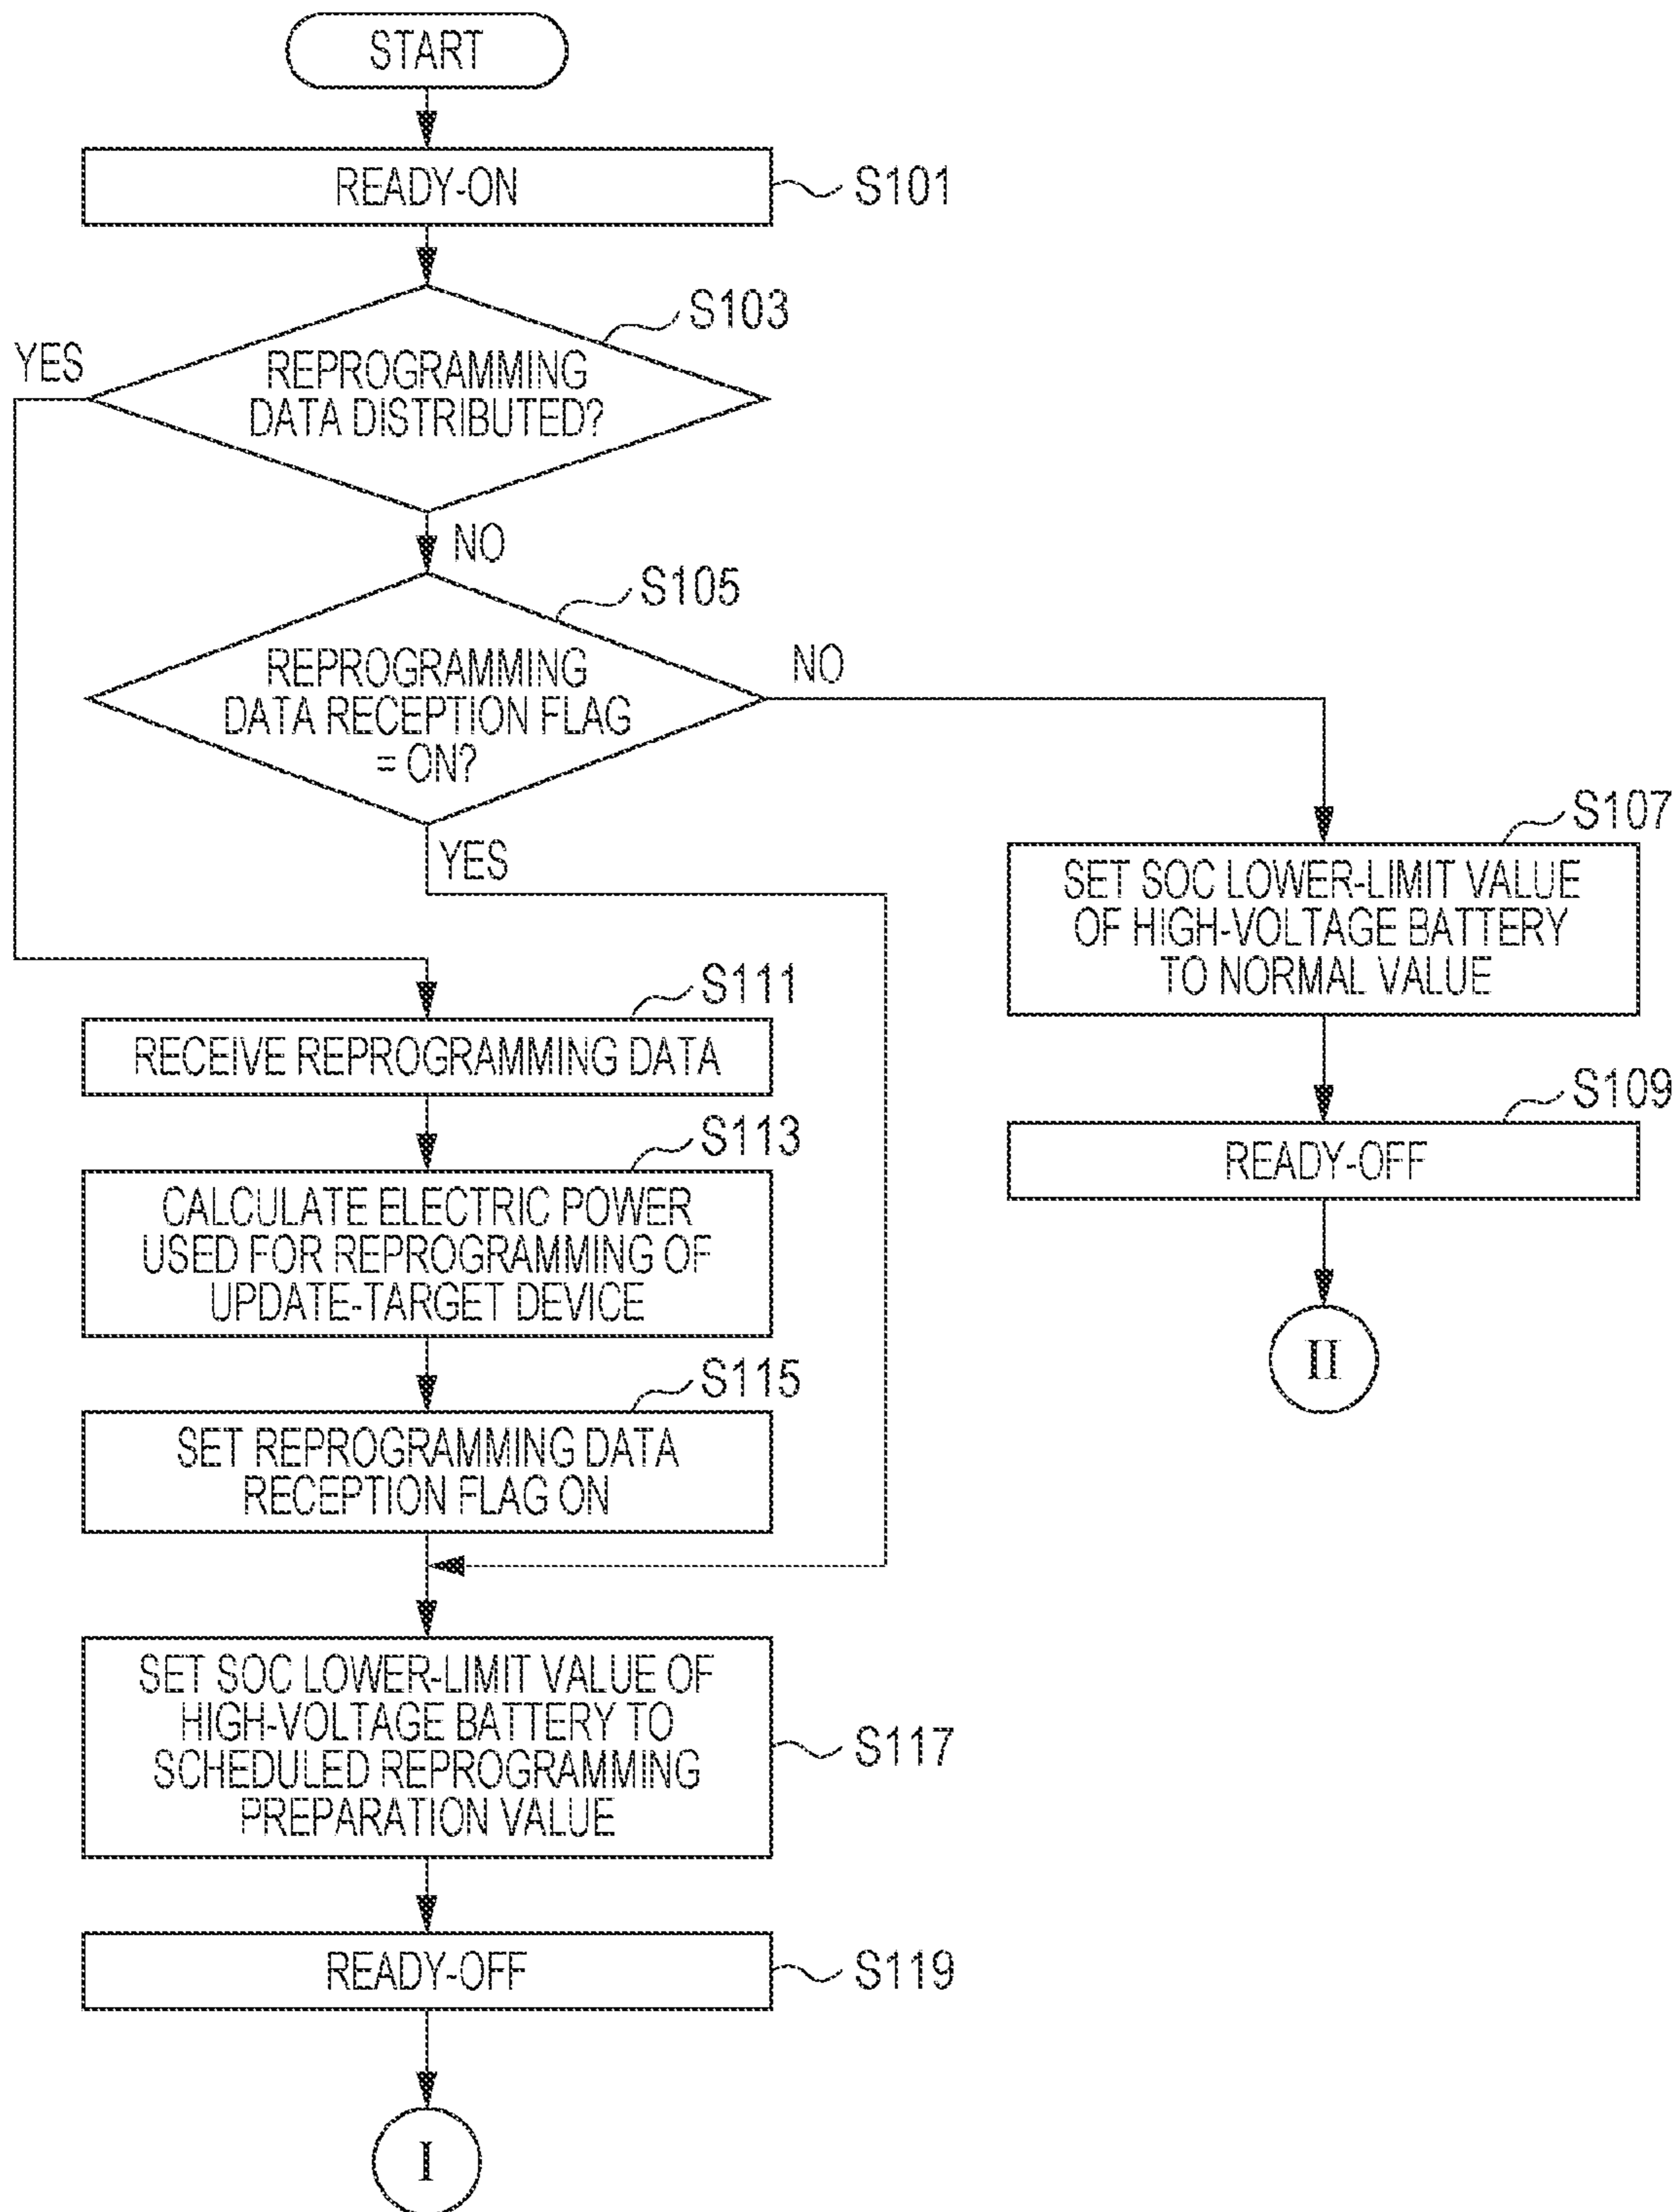 START
READY-ON
S101
S103
YES
REPROGRAMMING
DATA DISTRIBUTED?
NO
S105
REPROGRAMMING
DATA RECEPTION FLAG
= ON?
NO
YES
S107
SET SOC LOWER-LIMIT VALUE
OF HIGH-VOLTAGE BATTERY
TO NORMAL VALUE
S109
READY-OFF
II
S111
RECEIVE REPROGRAMMING DATA
S113
CALCULATE ELECTRIC POWER
USED FOR REPROGRAMMING OF
UPDATE-TARGET DEVICE
S115
SET REPROGRAMMING DATA
RECEPTION FLAG ON
SET SOC LOWER-LIMIT VALUE OF
HIGH-VOLTAGE BATTERY TO
SCHEDULED REPROGRAMMING
PREPARATION VALUE
S117
READY-OFF
S119
I